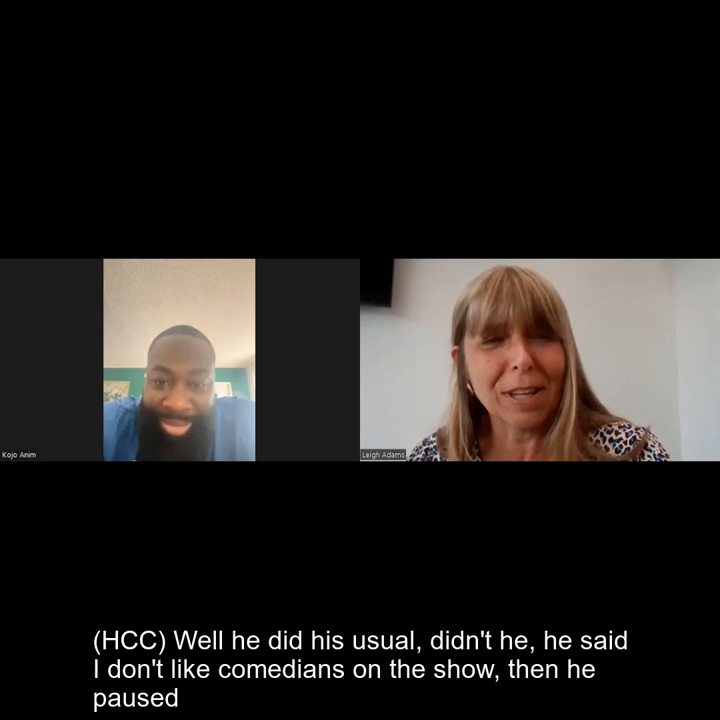 Kojo Anim
Leigh Adams
(HCC) Well he did his usual, didn't he, he said
I don't like comedians on the show, then he
paused